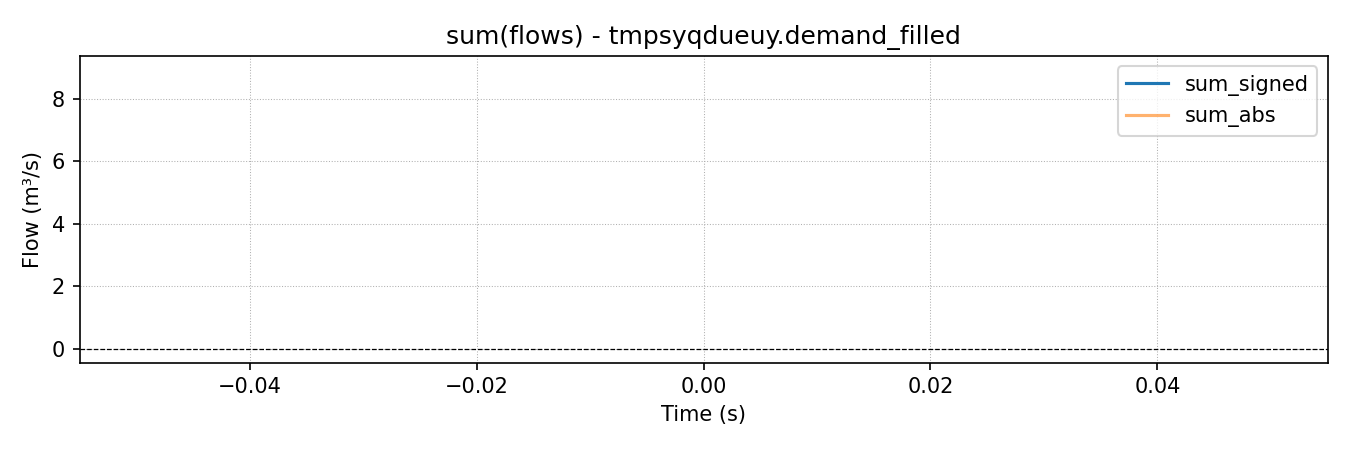 sum(flows) - tmpsyqdueuy.demand_filled
sum_signed
sum_abs
Flow (m³/s)
8
6
4
2
0
−0.04
−0.02
0.00
0.02
0.04
Time (s)